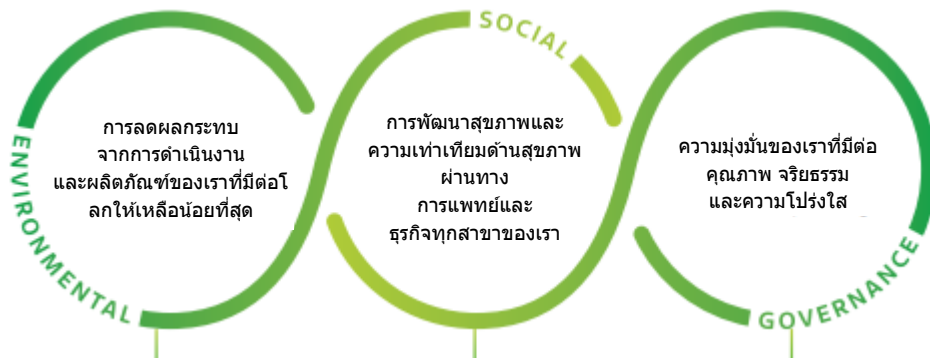 ENVIRONMENTAL
การลดผลกระทบ
จากการดำเนินงาน
และผลิตภัณฑ์ของเราที่มีต่อโ
ลกให้เหลือน้อยที่สุด
SOCIAL
การพัฒนาสุขภาพและ
ความเท่าเทียมด้านสุขภาพ
ผ่านทาง
การแพทย์และ
ธุรกิจทุกสาขาของเรา
ความมุ่งมั่นของเราที่มีต่อ
คุณภาพ จริยธรรม
และความโปร่งใส
GOVERNANCE